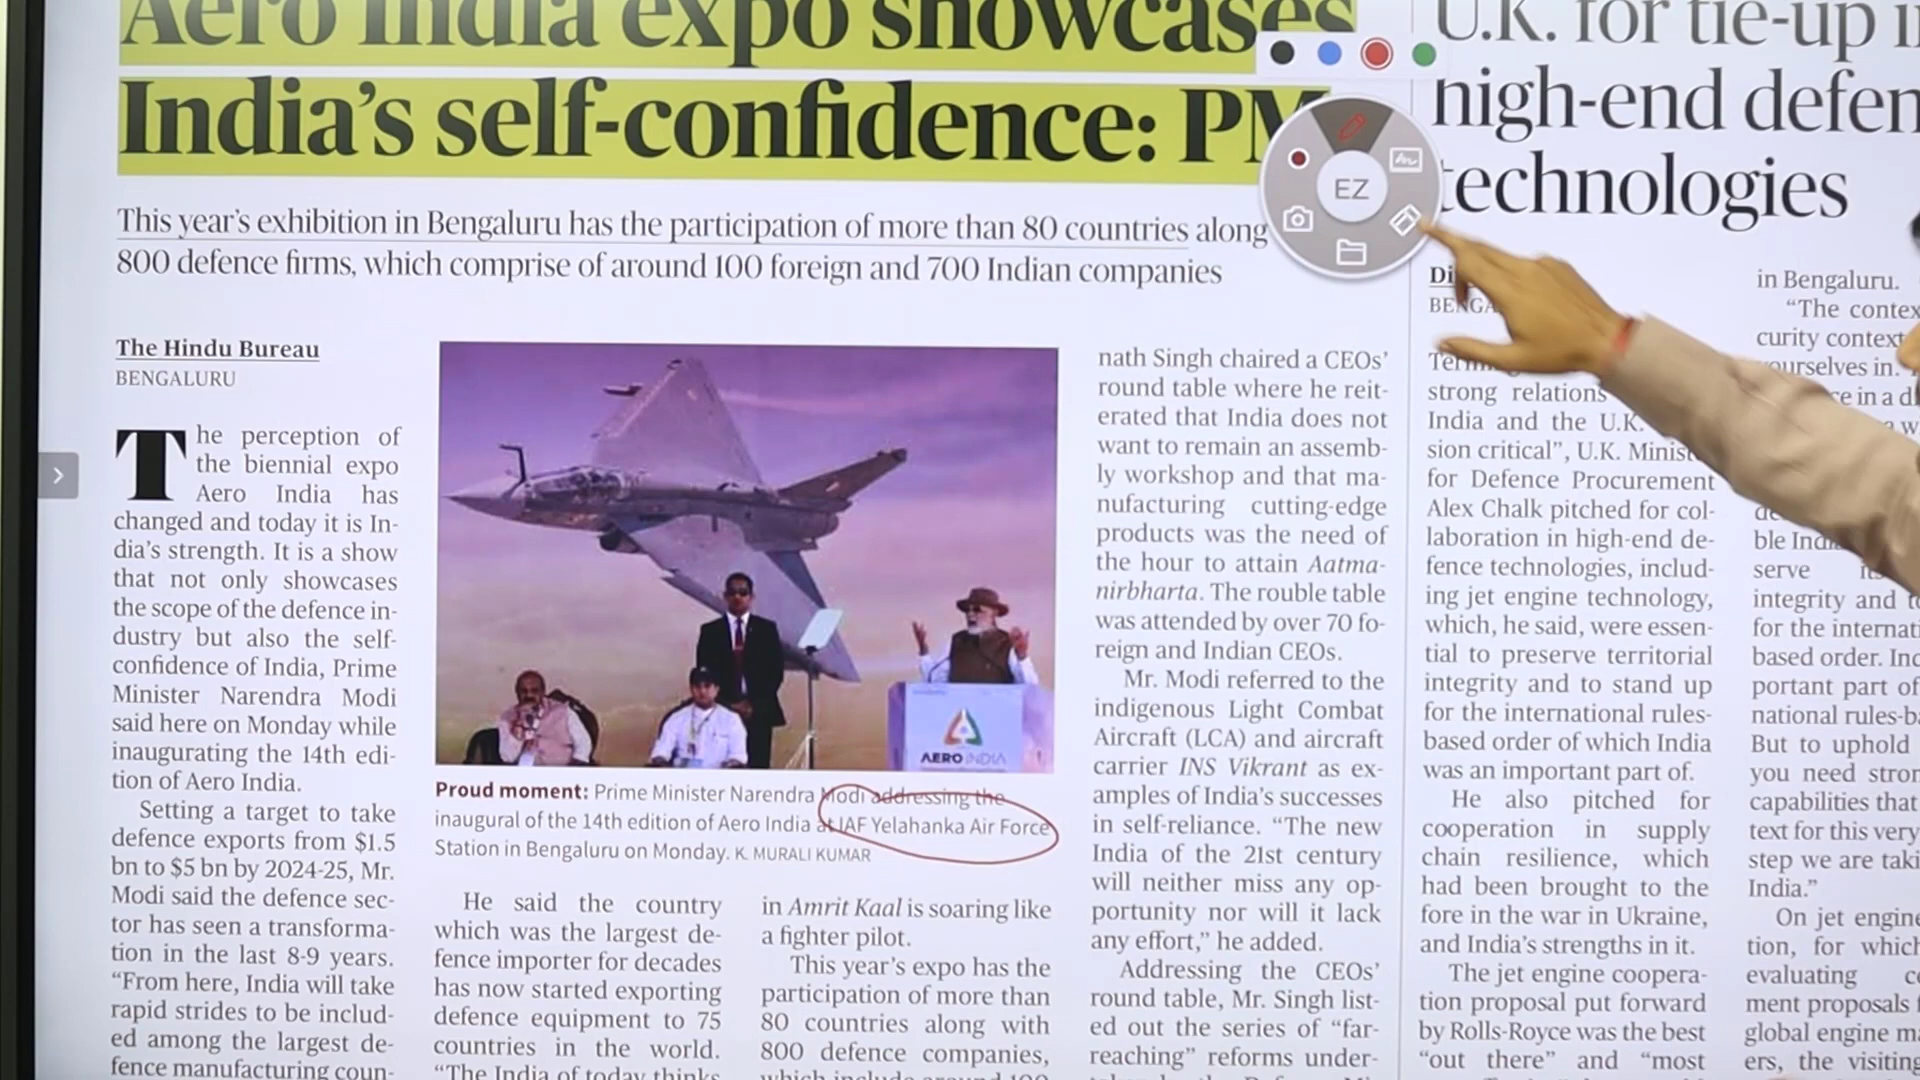 Aero India expo showcases
India's self-confidence: PM
This year's exhibition in Bengaluru has the participation of more than 80 countries along
800 defence firms, which comprise of around 100 foreign and 700 Indian companies
The Hindu Bureau
BENGALURU
The perception of
the biennial expo
Aero India has
changed and today it is In-
dia's strength. It is a show
that not only showcases
the scope of the defence in-
dustry but also the self-
confidence of India, Prime
Minister Narendra Modi
said here on Monday while
inaugurating the 14th edi-
tion of Aero India.
Setting a target to take
defence exports from $1.5
bn to $5 bn by 2024-25, Mr.
Modi said the defence sec-
tor has seen a transforma-
tion in the last 8-9 years.
“From here, India will take
rapid strides to be includ-
ed among the largest de-
fence manufacturing coun-
AERO INDIA
Proud moment: Prime Minister Narendra Modi addressing the
inaugural of the 14th edition of Aero India at IAF Yelahanka Air Force
Station in Bengaluru on Monday. K. MURALI KUMAR
He said the country
which was the largest de-
fence importer for decades
has now started exporting
defence equipment to 75
countries in the world.
“The India of today thinks
in Amrit Kaal is soaring like
a fighter pilot.
This year's expo has the
participation of more than
80 countries along with
800 defence companies,
which include around 100
nath Singh chaired a CEOs'
round table where he reit-
erated that India does not
want to remain an assemb-
ly workshop and that ma-
nufacturing cutting-edge
products was the need of
the hour to attain Aatma-
nirbharta. The rouble table
was attended by over 70 fo-
reign and Indian CEOs.
Mr. Modi referred to the
indigenous Light Combat
Aircraft (LCA) and aircraft
carrier INS Vikrant as ex-
amples of India's successes
in self-reliance. “The new
India of the 21st century
will neither miss any op-
portunity nor will it lack
any effort,” he added.
Addressing the CEOs'
round table, Mr. Singh list-
ed out the series of “far-
reaching” reforms under-
EZ
U.K. for tie-up in
high-end defen
technologies
Di
BENGA
strong relations
India and the U.K.
sion critical”, U.K. Minist
for Defence Procurement
Alex Chalk pitched for col-
laboration in high-end de-
fence technologies, includ-
ing jet engine technology,
which, he said, were essen-
tial to preserve territorial
integrity and to stand up
for the international rules-
based order of which India
was an important part of.
He also pitched for
cooperation in supply
chain resilience, which
had been brought to the
fore in the war in Ukraine,
and India's strengths in it.
The jet engine coopera-
tion proposal put forward
by Rolls-Royce was the best
“out there” and “most
in Bengaluru.
“The contex
curity context
ourselves in.
ce in a d
ble India
serve
integrity and
for the internati
based order. Ind
portant part of
national rules-b
But to uphold
you need stron
capabilities that
text for this very
step we are taki
India.”
On jet engine
tion, for which
evaluating
ment proposals
global engine m
ers, the visiting